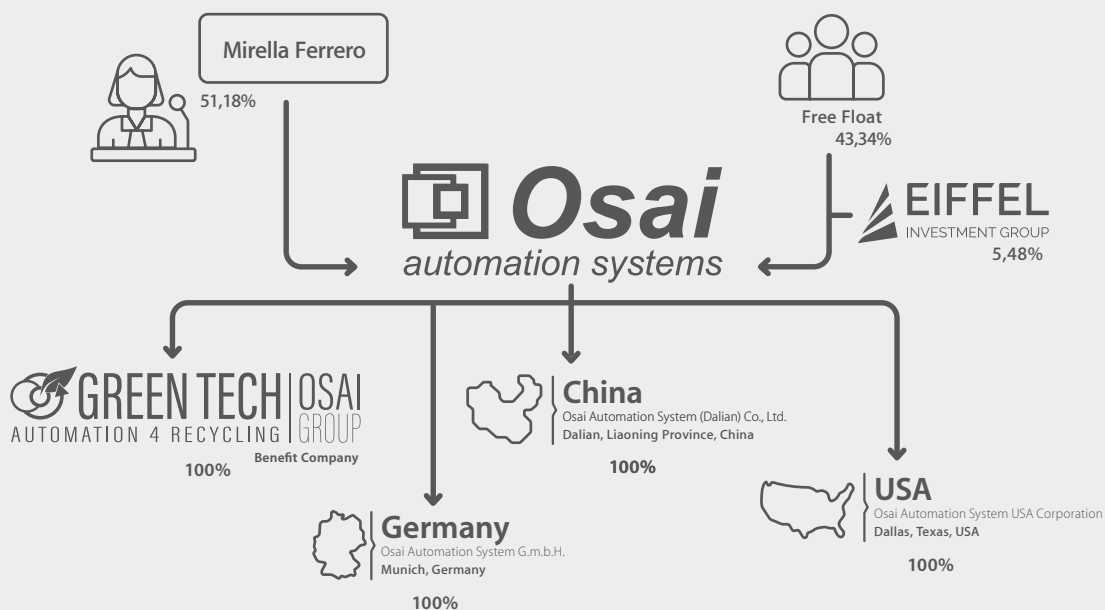 Mirella Ferrero
51,18%
Free Float
43,34%
EIFFEL
INVESTMENT GROUP
5,48%
Osai
automation systems
GREEN TECH
AUTOMATION 4 RECYCLING
OSAI
GROUP
Benefit Company
100%
China
Osai Automation System (Dalian) Co., Ltd.
Dalian, Liaoning Province, China
100%
Germany
Osai Automation System G.m.b.H.
Munich, Germany
100%
USA
Osai Automation System USA Corporation
Dallas, Texas, USA
100%